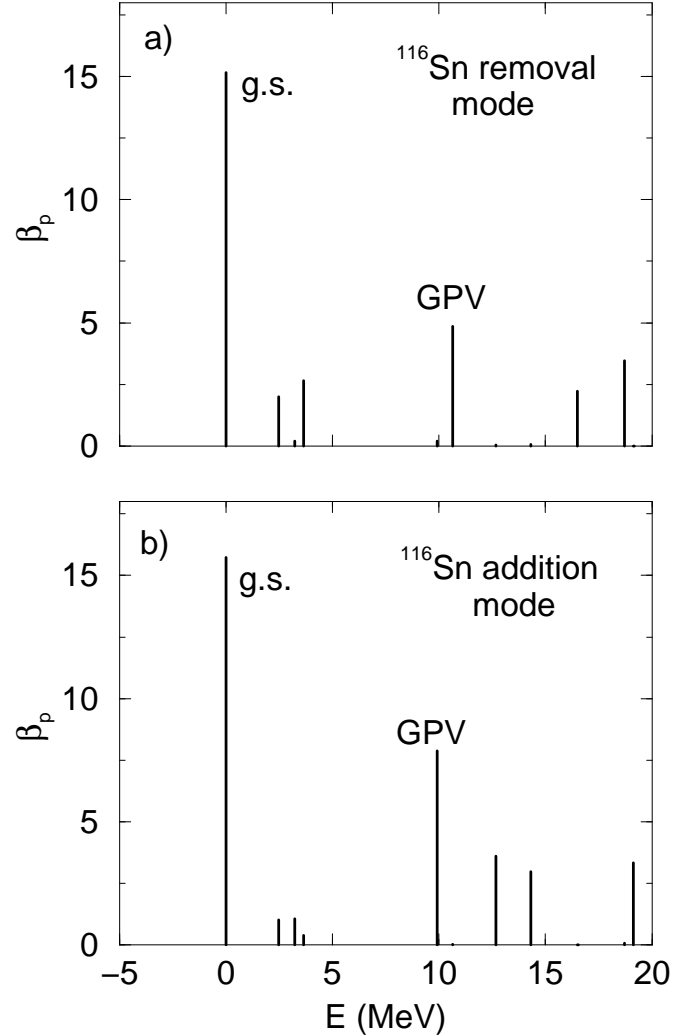 a)
¹¹⁶Sn removal
mode
g.s.
GPV
βₚ
15
10
5
0
b)
¹¹⁶Sn addition
mode
g.s.
GPV
βₚ
15
10
5
0
−5 0 5 10 15 20
E (MeV)